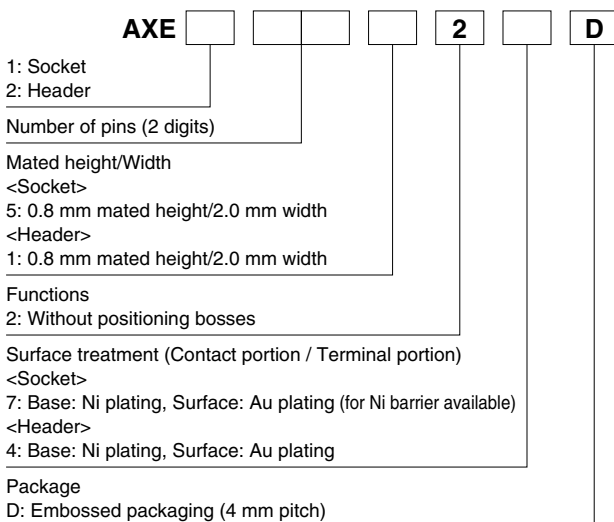 AXE 2 D
1: Socket
2: Header
Number of pins (2 digits)
Mated height/Width
<Socket>
5: 0.8 mm mated height/2.0 mm width
<Header>
1: 0.8 mm mated height/2.0 mm width
Functions
2: Without positioning bosses
Surface treatment (Contact portion / Terminal portion)
<Socket>
7: Base: Ni plating, Surface: Au plating (for Ni barrier available)
<Header>
4: Base: Ni plating, Surface: Au plating
Package
D: Embossed packaging (4 mm pitch)